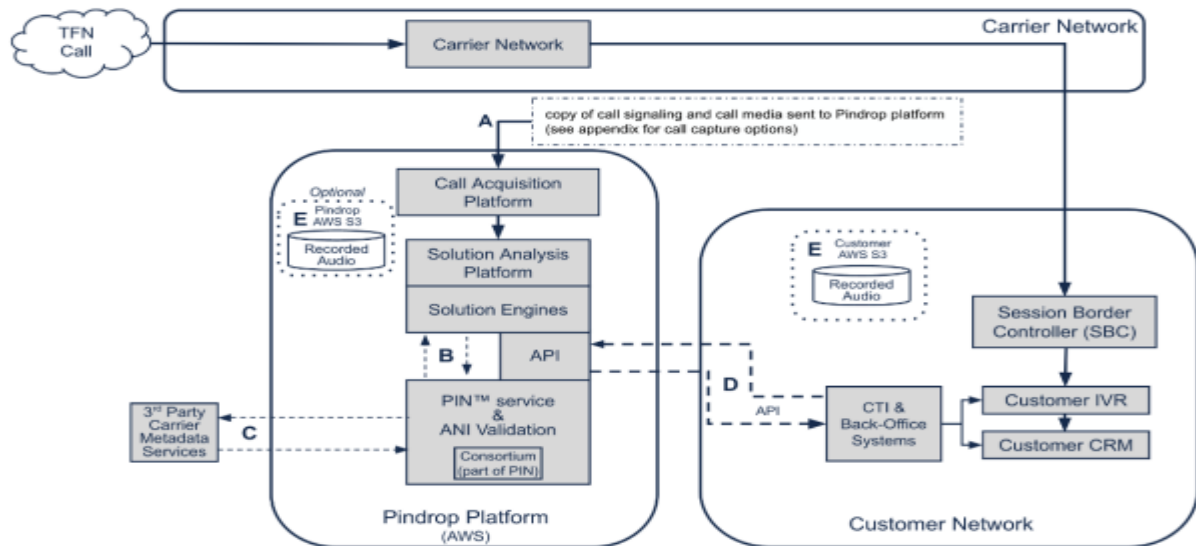 TFN
Call
Carrier Network
Carrier Network
A
copy of call signaling and call media sent to Pindrop platform
(see appendix for call capture options)
Optional
E Pindrop
AWS S3
Recorded
Audio
Call Acquisition
Platform
Solution Analysis
Platform
Solution Engines
B
API
PIN™ service
&
ANI Validation
Consortium
(part of PIN)
3rd Party
Carrier
Metadata
Services
C
Pindrop Platform
(AWS)
D
API
E Customer
AWS S3
Recorded
Audio
Session Border
Controller (SBC)
CTI &
Back-Office
Systems
Customer IVR
Customer CRM
Customer Network